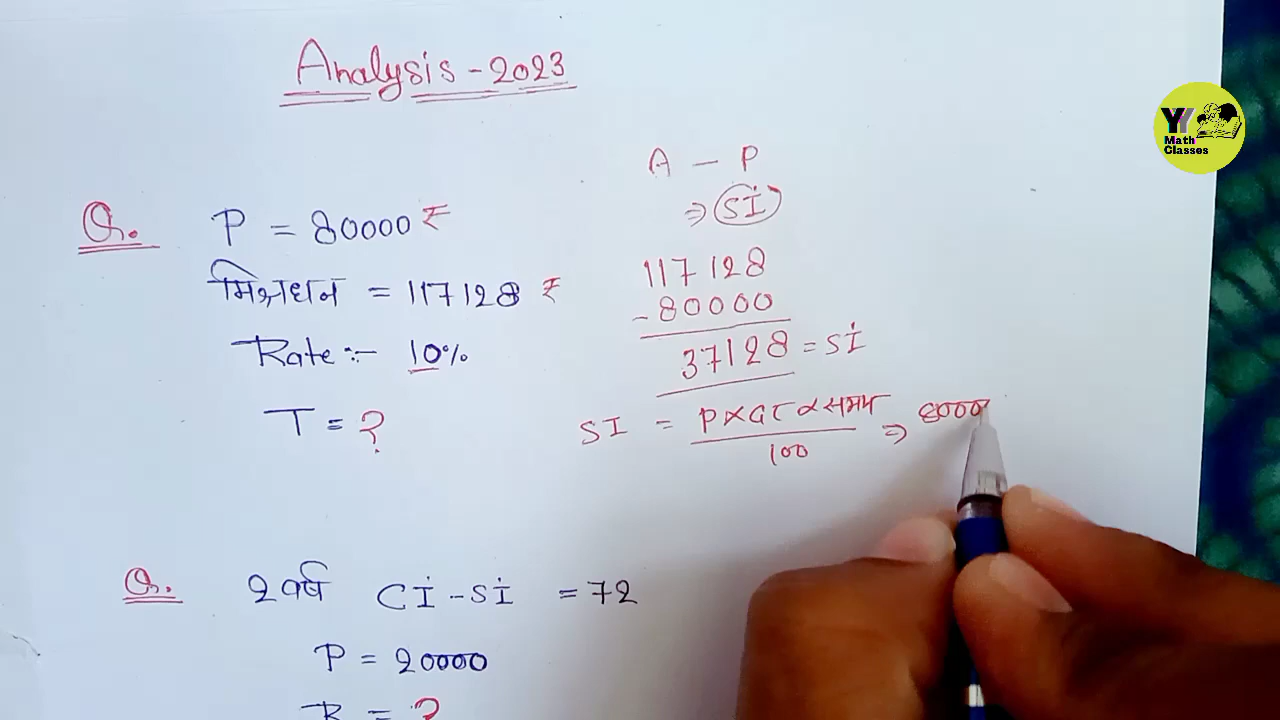 Analysis - 2023
Q. P = 80000 ₹
मिश्रधन = 117128 ₹
Rate :- 10%
T = ?
A - P
⇒ SI
117128
- 80000
37128 = SI
SI = P × दर × समय / 100 ⇒ 8000
Q. 2 वर्ष CI - SI = 72
P = 20000
R = ?
YY
Math
Classes